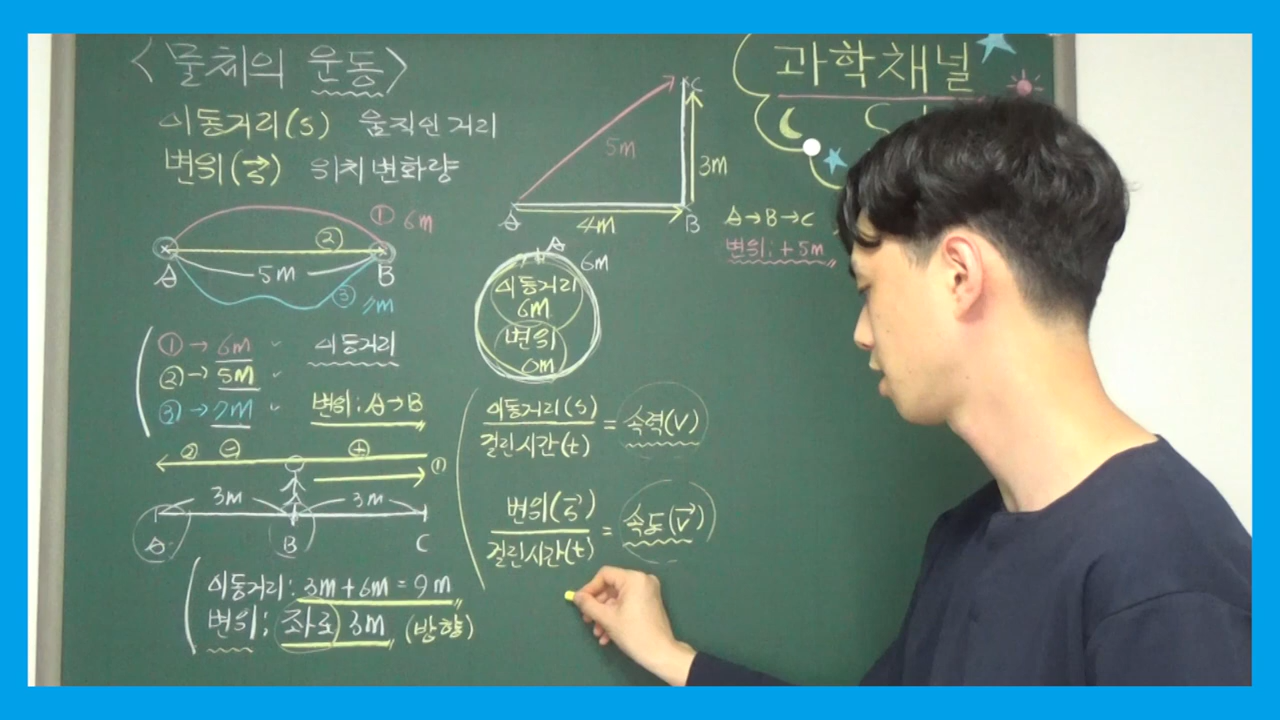 <물체의 운동>
이동거리(s) 움직인 거리
변위(s) 위치변화량
① 6m
②
A 5m B
③ 7m
① → 6m
② → 5m
③ → 7m
이동거리
변위: A→B
② ⊖ ⊕ ①
3m 3m
A B C
이동거리: 3m + 6m = 9m
변위: 좌로 3m (방향)
C
5m
3m
A 4m B
A→B→C
변위: +5m
A
6m
이동거리
6m
변위
0m
이동거리(s)
걸린시간(t)
= 속력(v)
변위(s)
걸린시간(t)
= 속도(v)
과학채널